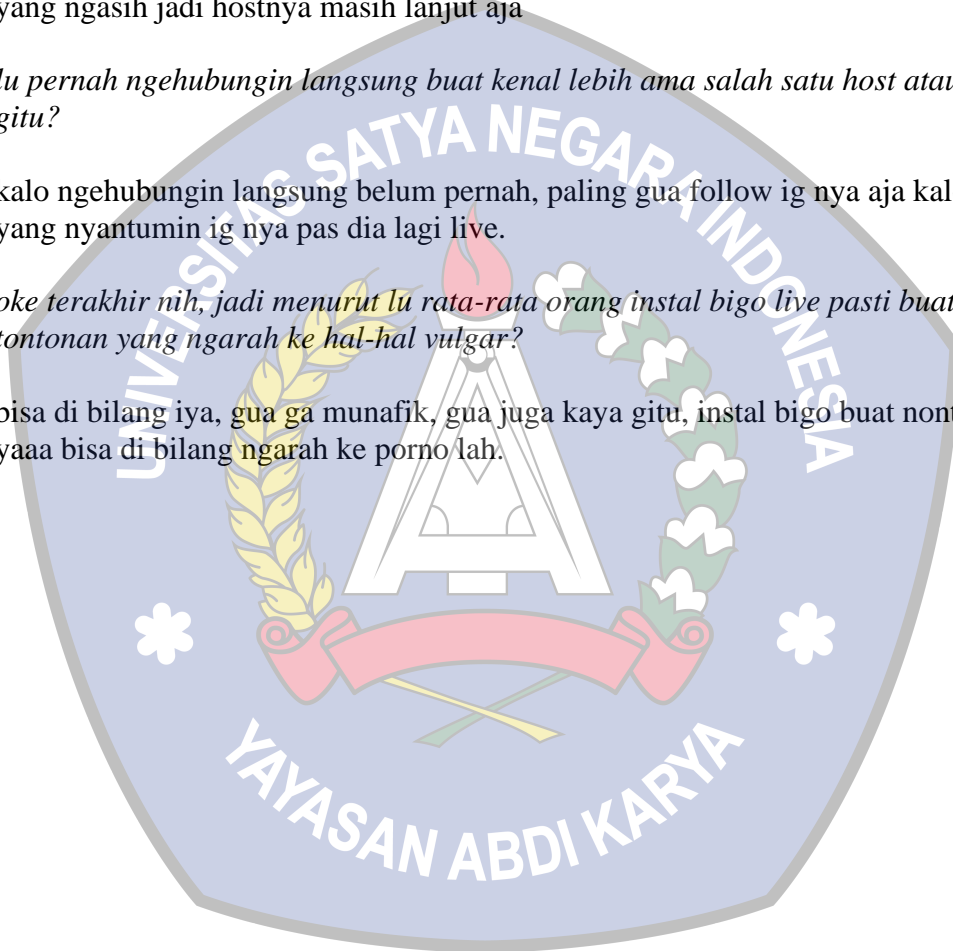 yang ngasih jadi hostnya masih lanjut aja
lu pernah ngehubungin langsung buat kenal lebih ama salah satu host atau
gitu?
kalo ngehubungin langsung belum pernah, paling gua follow ig nya aja kal
yang nyantumin ig nya pas dia lagi live.
oke terakhir nih, jadi menurut lu rata-rata orang instal bigo live pasti buat
tontonan yang ngarah ke hal-hal vulgar?
bisa di bilang iya, gua ga munafik, gua juga kaya gitu, instal bigo buat nont
yaaa bisa di bilang ngarah ke porno lah.
UNIVERSITAS SATYA NEGARA INDONESIA
YAYASAN ABDI KARYA